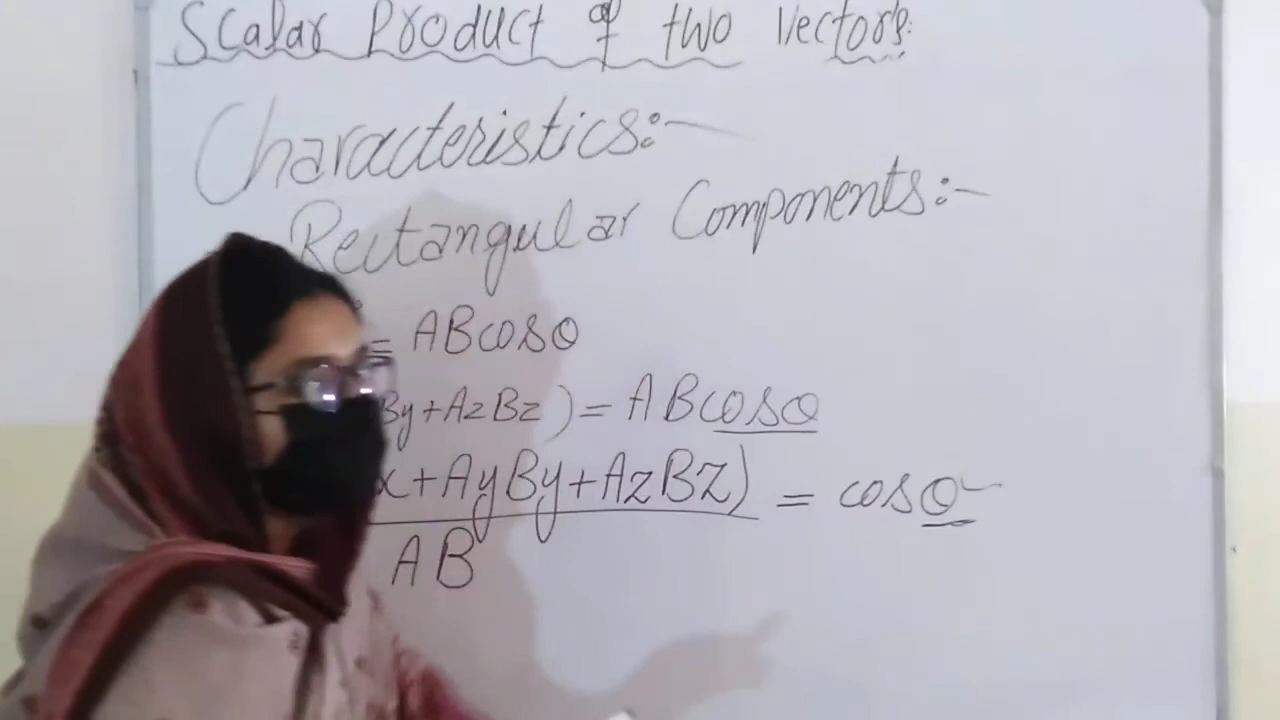 Scalar Product of two Vectors:
Characteristics:-
Rectangular Components:-
= ABcosθ
By+AzBz) = ABcosθ
x+AyBy+AzBz) = cosθ
AB